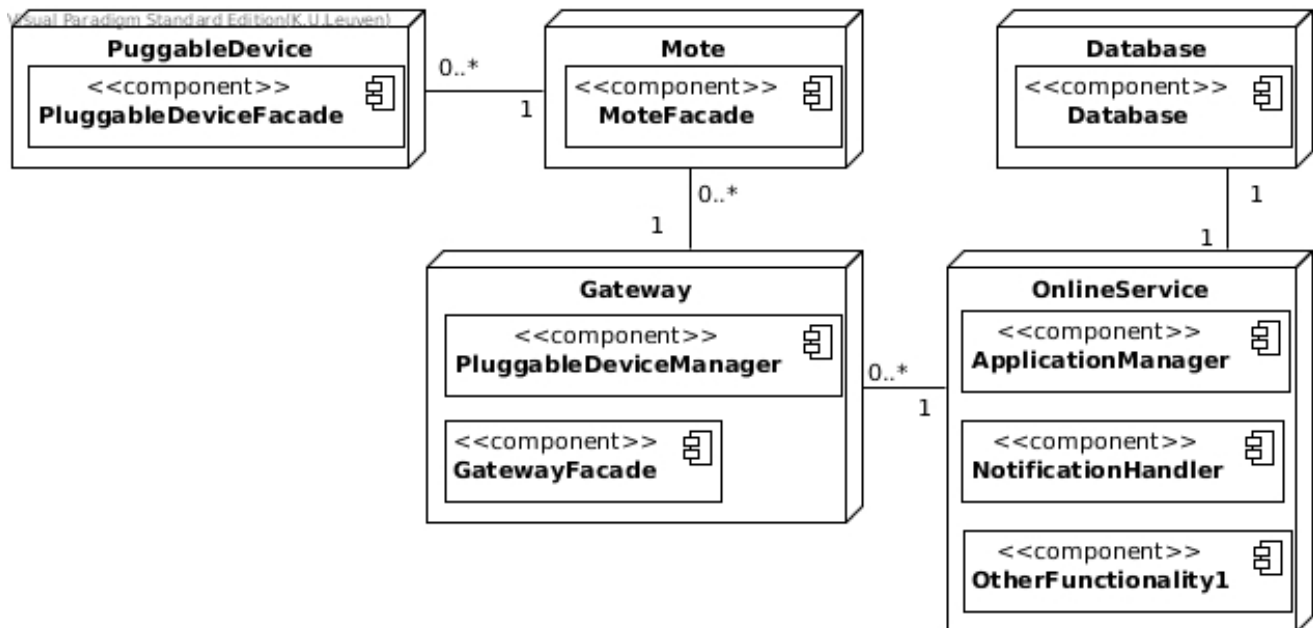 Visual Paradigm Standard Edition(K.U.Leuven)
PuggableDevice
<<component>>
PluggableDeviceFacade
0..*
1
Mote
<<component>>
MoteFacade
Database
<<component>>
Database
0..*
1
1
1
Gateway
<<component>>
PluggableDeviceManager
<<component>>
GatewayFacade
0..*
1
OnlineService
<<component>>
ApplicationManager
<<component>>
NotificationHandler
<<component>>
OtherFunctionality1